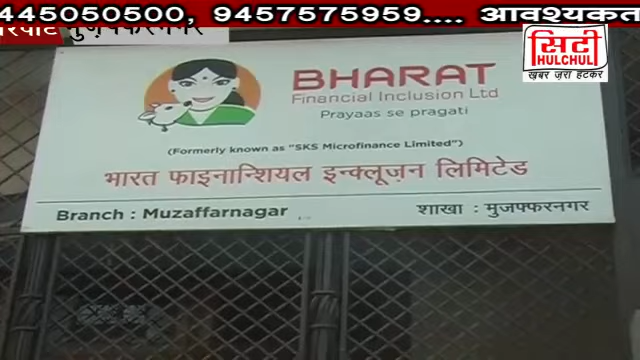 445050500, 9457575959.... आवश्यकत
मुज़फ्फरनगर
सिटी
HULCHUL
ख़बर ज़रा हटकर
BHARAT
Financial Inclusion Ltd
Prayaas se pragati
(Formerly known as "SKS Microfinance Limited")
भारत फाइनान्शियल इन्क्लूज़न लिमिटेड
Branch : Muzaffarnagar शाखा : मुजफ्फरनगर